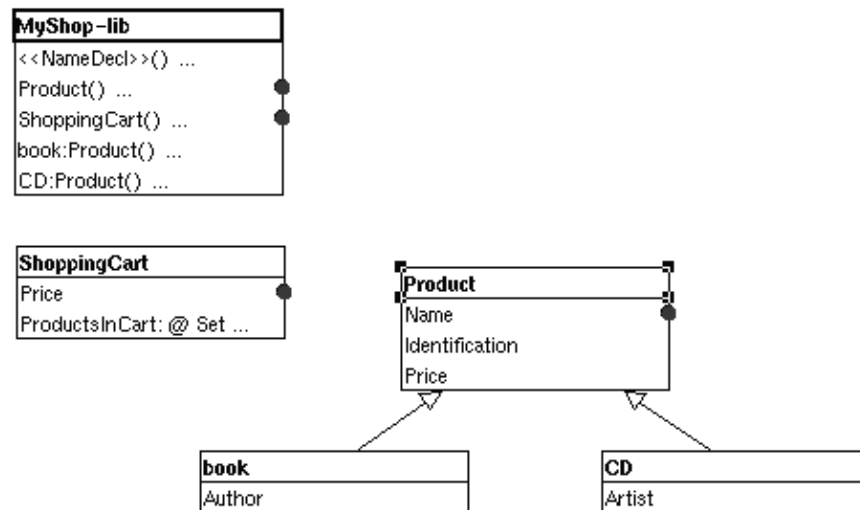 MyShop-lib
<<NameDecl>>() ...
Product() ...
ShoppingCart() ...
book:Product() ...
CD:Product() ...
ShoppingCart
Price
ProductsInCart: @ Set ...
Product
Name
Identification
Price
book
Author
CD
Artist